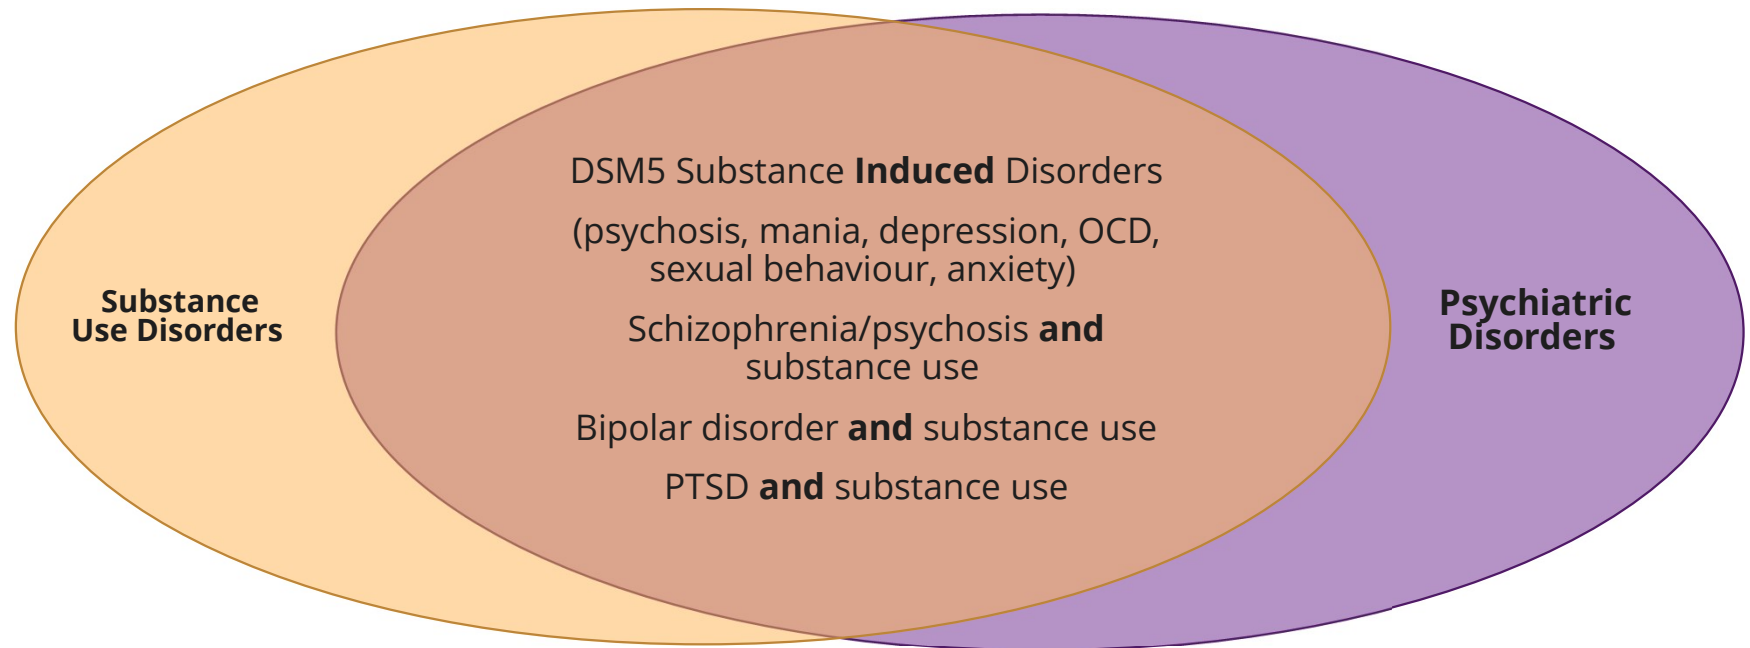 Substance
Use Disorders
DSM5 Substance Induced Disorders
(psychosis, mania, depression, OCD,
sexual behaviour, anxiety)
Schizophrenia/psychosis and
substance use
Bipolar disorder and substance use
PTSD and substance use
Psychiatric
Disorders